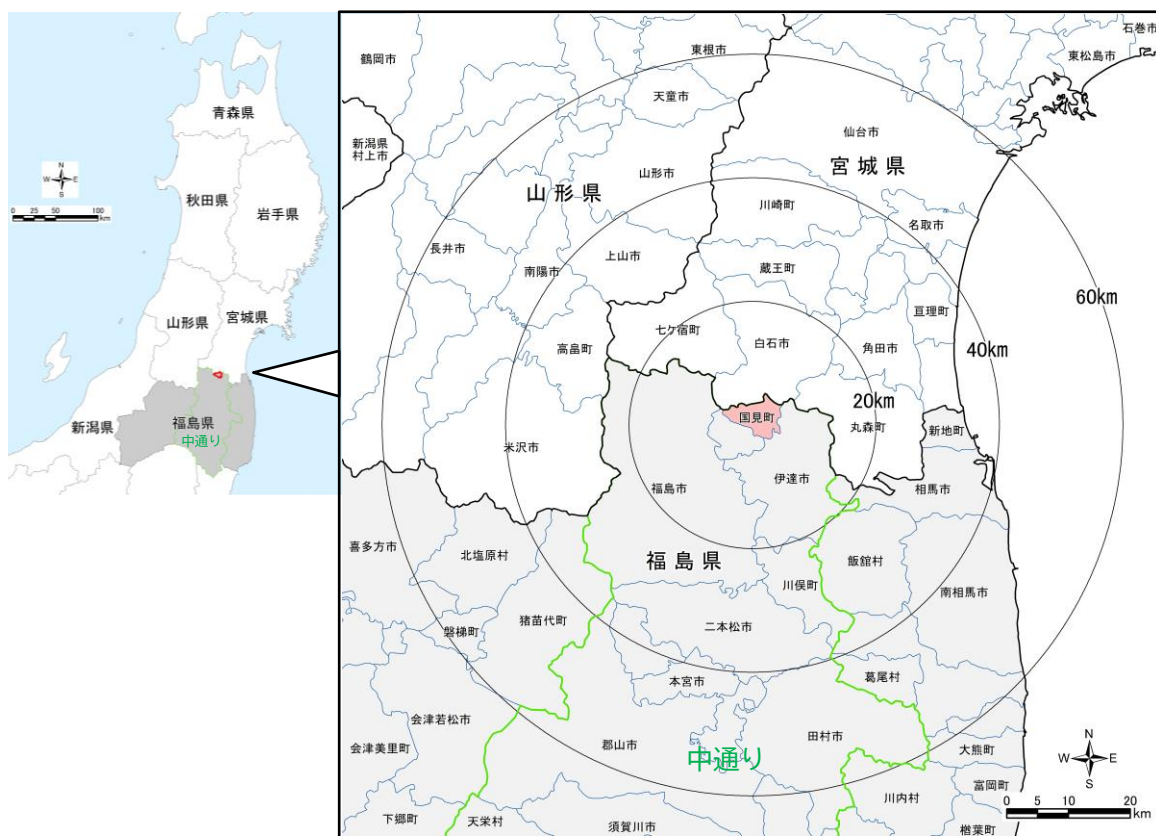 青森県
N
W E
S
0 25 50 100
km
秋田県
岩手県
山形県
宮城県
新潟県
福島県
中通り
石巻市
東根市
鶴岡市
東松島市
天童市
仙台市
新潟県
村上市
宮城県
山形市
山形県
川崎町
名取市
長井市
上山市
南陽市
蔵王町
60km
亘理町
七ケ宿町
白石市
角田市
40km
高畠町
20km
国見町
丸森町
新地町
米沢市
伊達市
福島市
相馬市
喜多方市
北塩原村
福島県
飯舘村
川俣町
南相馬市
猪苗代町
二本松市
磐梯町
葛尾村
本宮市
会津若松市
田村市
郡山市
会津美里町
中通り
大熊町
N
W E
S
富岡町
川内村
0 5 10 20
km
下郷町
天栄村
須賀川市
楢葉町